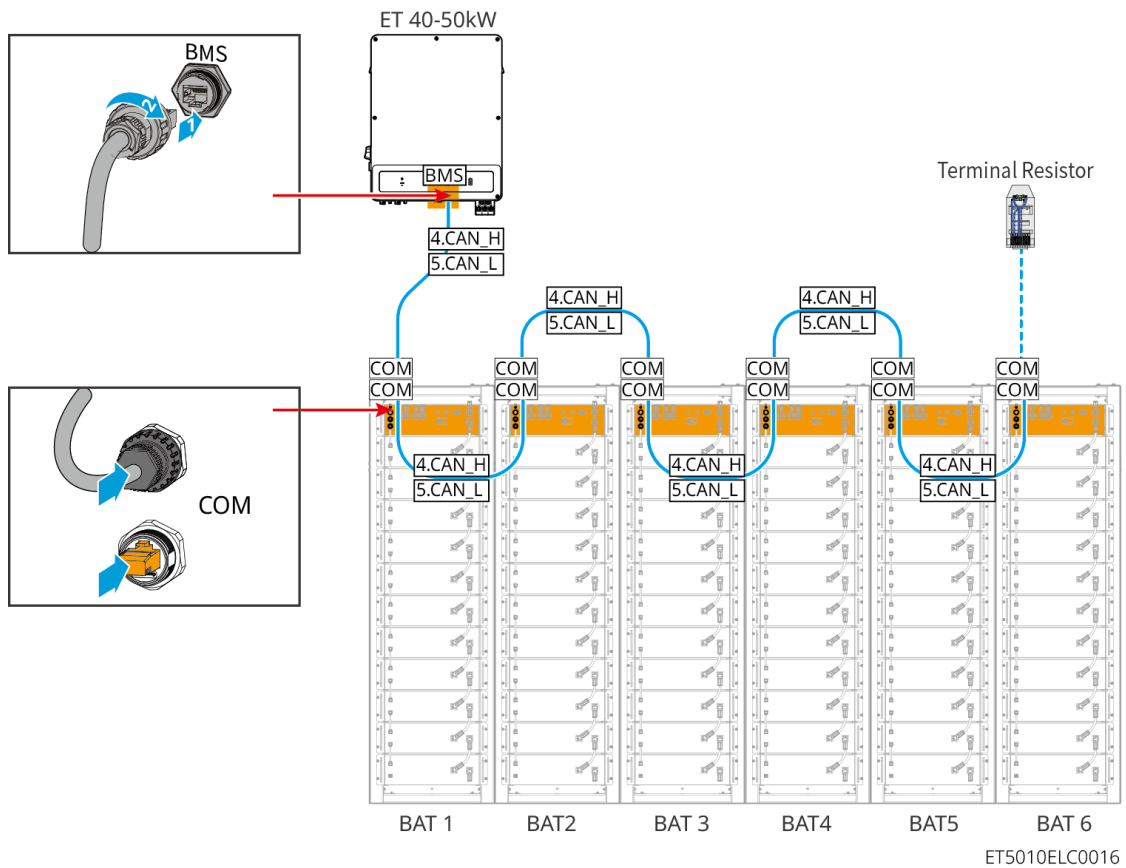 ET 40-50kW
BMS
2
1
BMS
Terminal Resistor
4.CAN_H
5.CAN_L
4.CAN_H
5.CAN_L
4.CAN_H
5.CAN_L
COM COM COM COM COM COM
COM COM COM COM COM COM
4.CAN_H
5.CAN_L
4.CAN_H
5.CAN_L
4.CAN_H
5.CAN_L
COM
BAT 1 BAT2 BAT 3 BAT4 BAT5 BAT 6
ET5010ELC0016